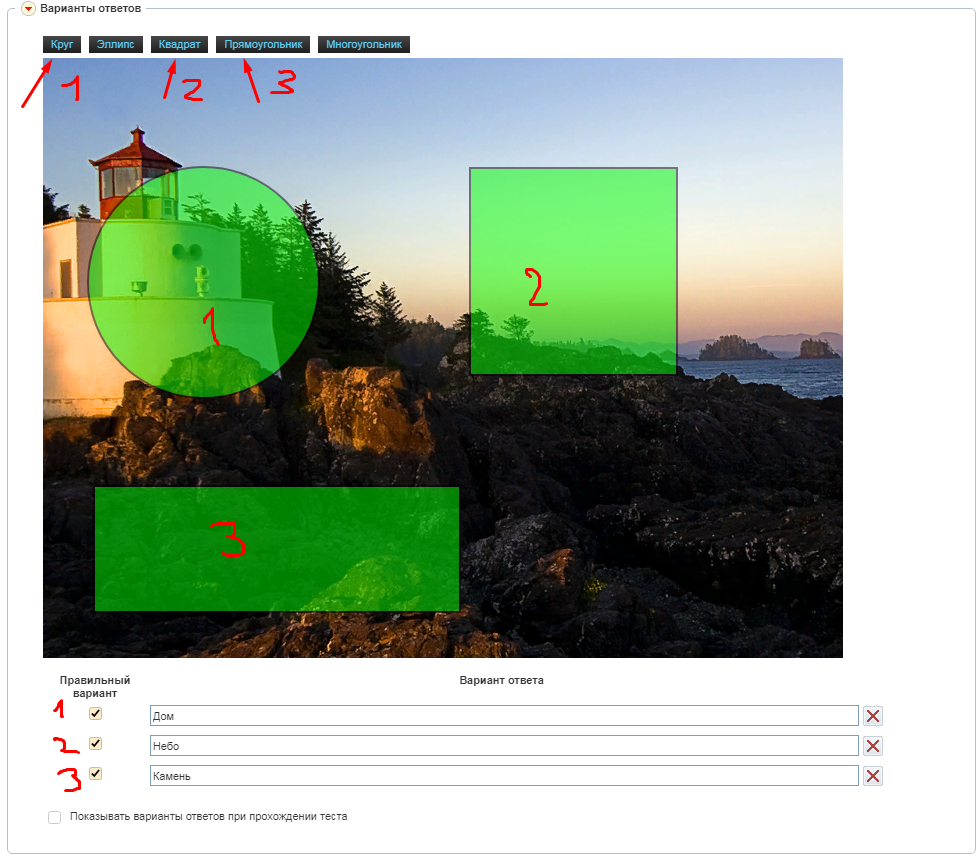 Варианты ответов
Круг Эллипс Квадрат Прямоугольник Многоугольник
1 2 3
1
2
3
Правильный вариант Вариант ответа
1 Дом
2 Небо
3 Камень
Показывать варианты ответов при прохождении теста